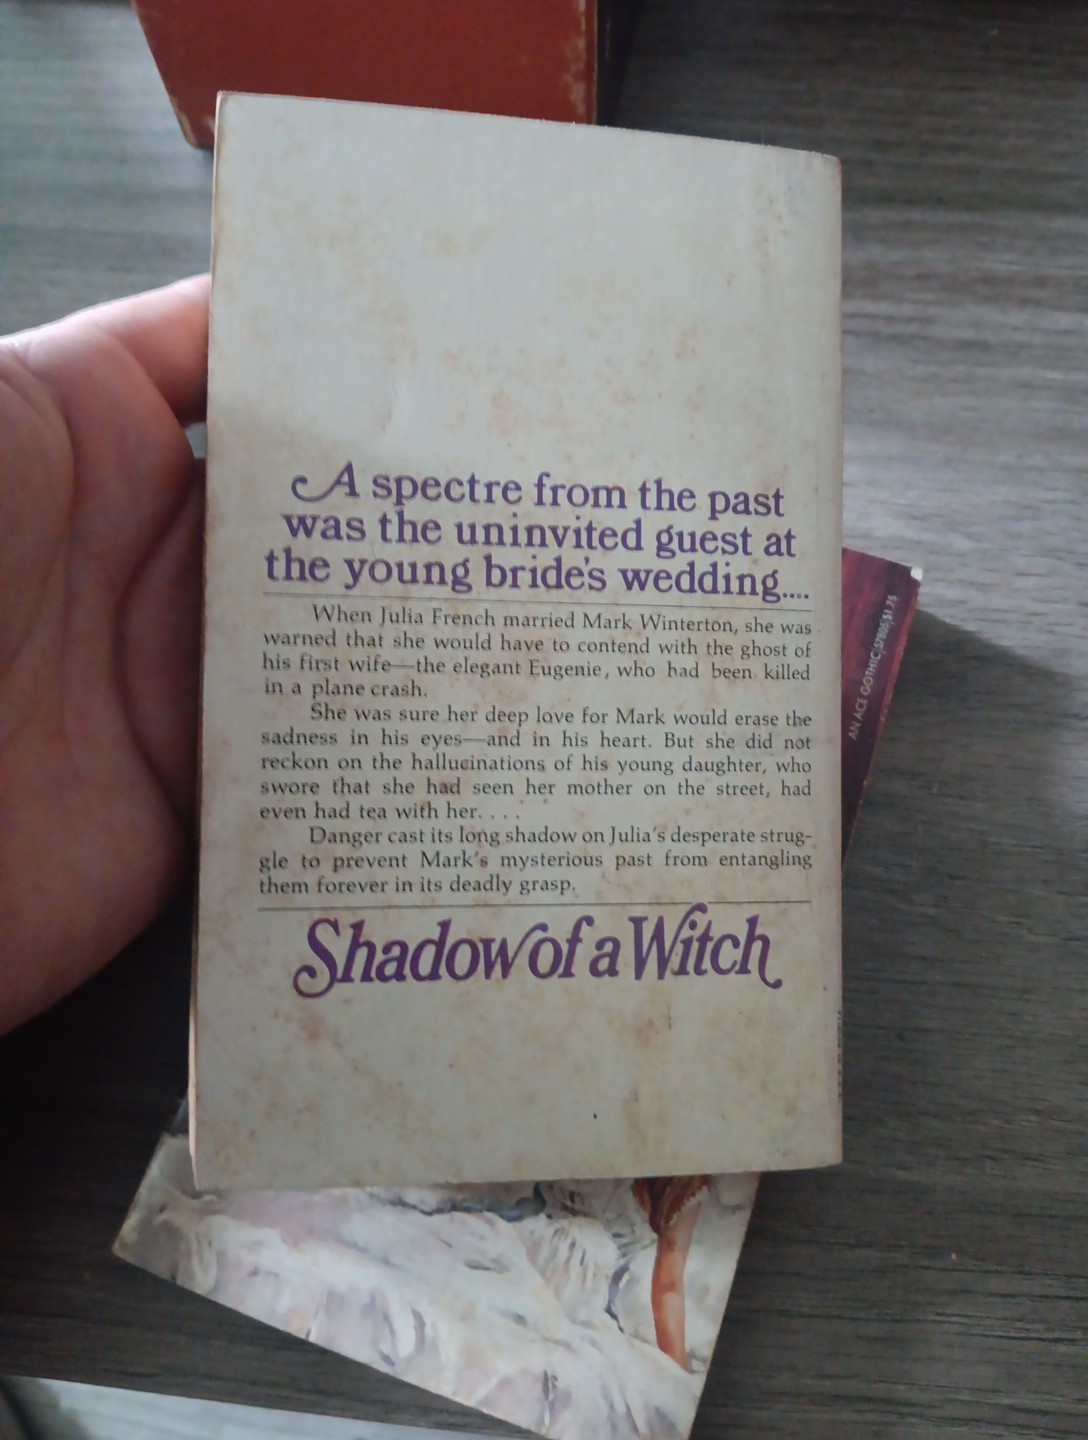 A spectre from the past
was the uninvited guest at
the young bride's wedding....
When Julia French married Mark Winterton, she was
warned that she would have to contend with the ghost of
his first wife—the elegant Eugenie, who had been killed
in a plane crash.
She was sure her deep love for Mark would erase the
sadness in his eyes—and in his heart. But she did not
reckon on the hallucinations of his young daughter, who
swore that she had seen her mother on the street, had
even had tea with her. . . .
Danger cast its long shadow on Julia's desperate strug-
gle to prevent Mark's mysterious past from entangling
them forever in its deadly grasp.
Shadow of a Witch
AN ACE GOTHIC $1.75